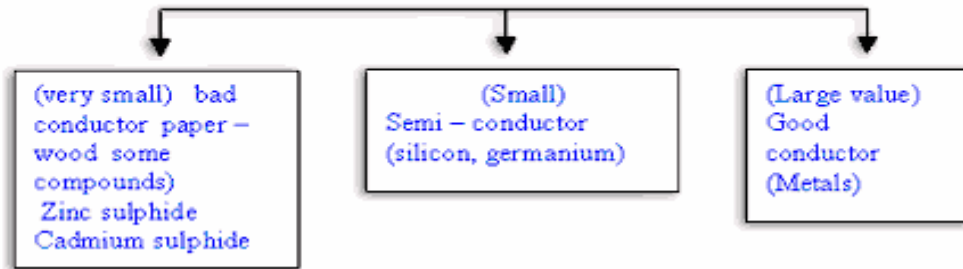 (very small) bad
conductor paper –
wood some
compounds)
Zinc sulphide
Cadmium sulphide
(Small)
Semi – conductor
(silicon, germanium)
(Large value)
Good
conductor
(Metals)